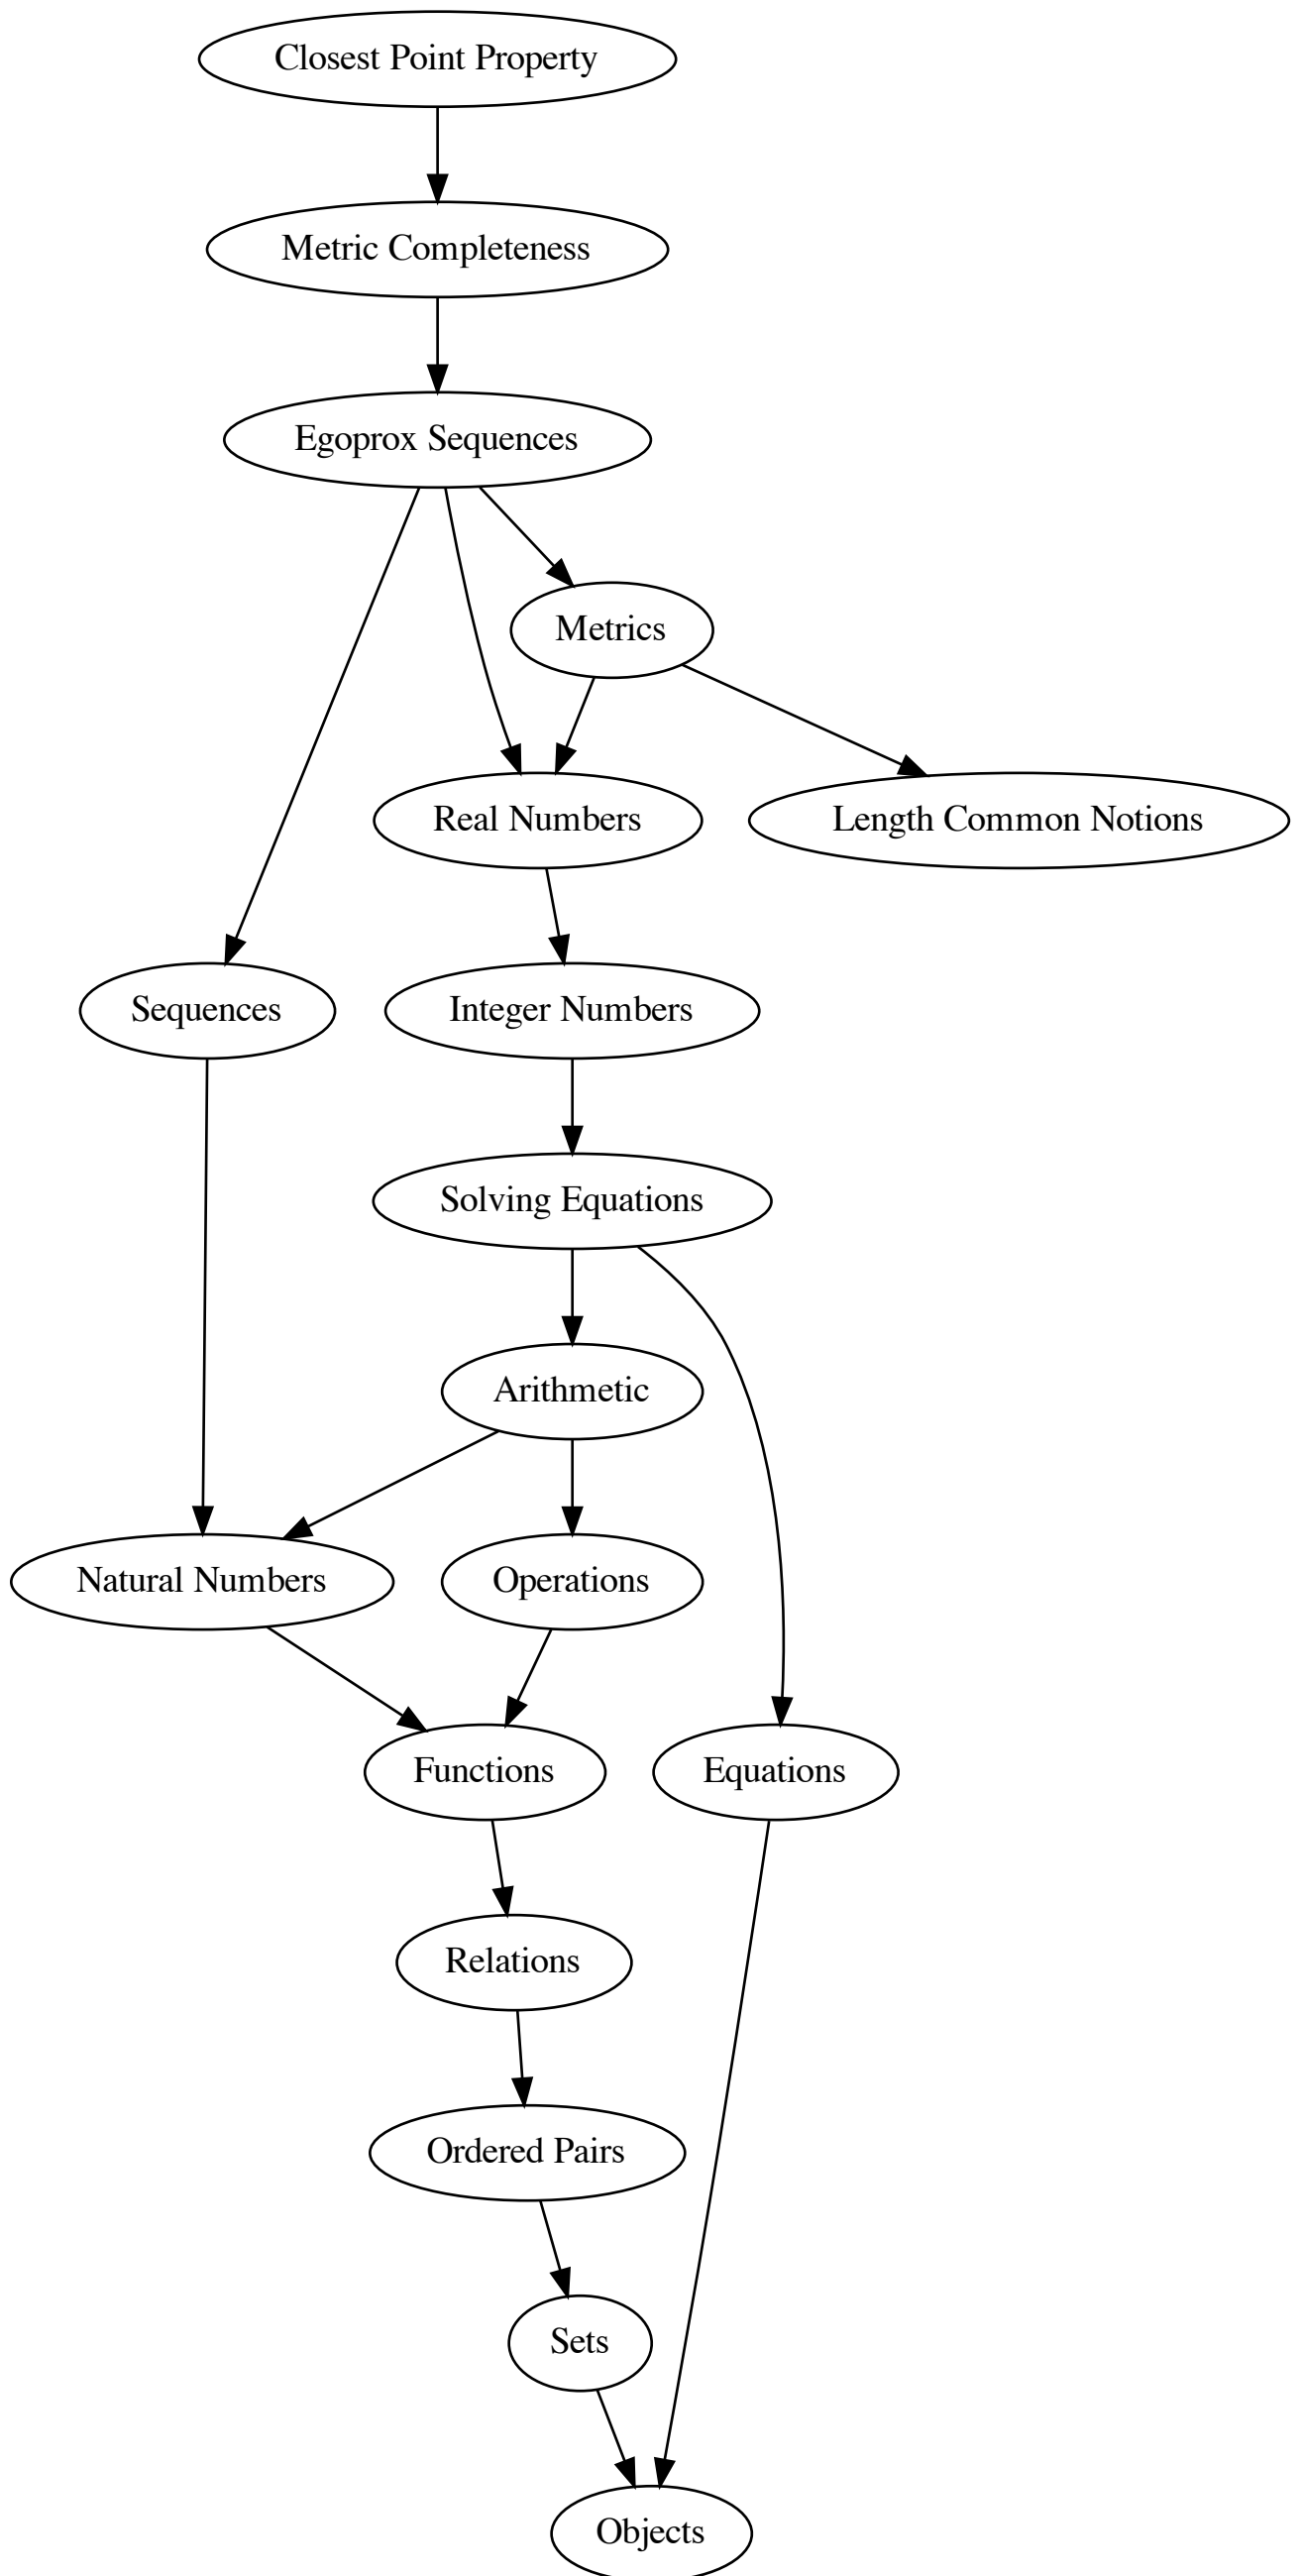 Closest Point Property
Metric Completeness
Egoprox Sequences
Metrics
Real Numbers
Length Common Notions
Sequences
Integer Numbers
Solving Equations
Arithmetic
Natural Numbers
Operations
Functions
Equations
Relations
Ordered Pairs
Sets
Objects